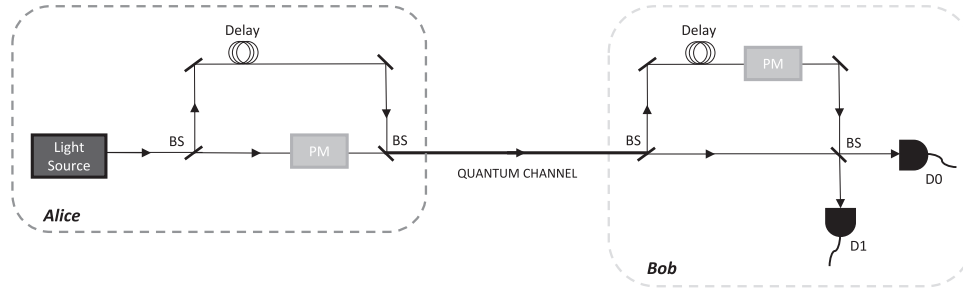 Delay
BS
Light
Source
PM
BS
Alice
QUANTUM CHANNEL
Delay
PM
BS
BS
D0
D1
Bob